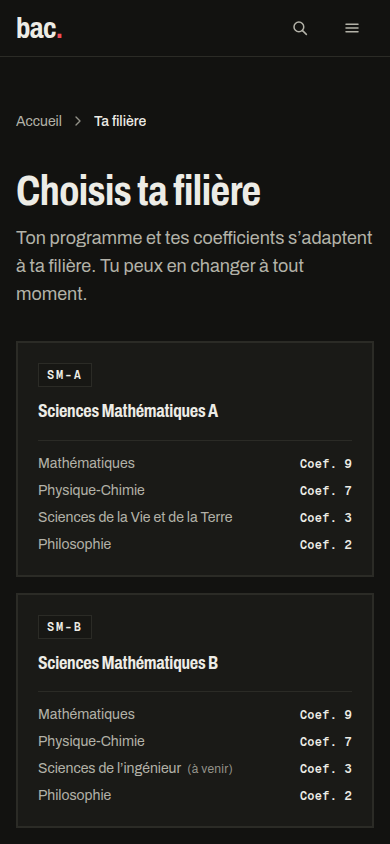 bac.
Accueil > Ta filière
Choisis ta filière
Ton programme et tes coefficients s’adaptent
à ta filière. Tu peux en changer à tout
moment.
SM-A
Sciences Mathématiques A
Mathématiques Coef. 9
Physique-Chimie Coef. 7
Sciences de la Vie et de la Terre Coef. 3
Philosophie Coef. 2
SM-B
Sciences Mathématiques B
Mathématiques Coef. 9
Physique-Chimie Coef. 7
Sciences de l’ingénieur (à venir) Coef. 3
Philosophie Coef. 2